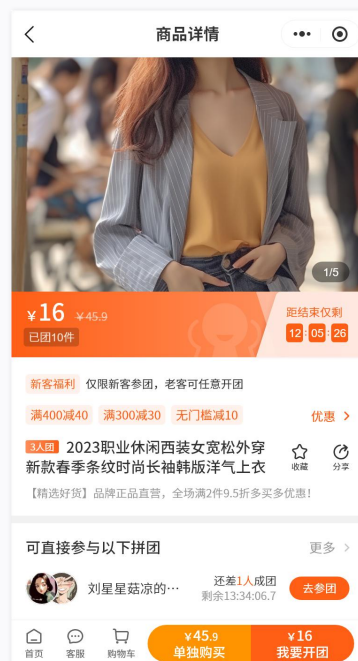 商品详情
1/5
¥16 ¥45.9
已团10件
距结束仅剩
12:05:26
新客福利 仅限新客参团，老客可任意开团
满400减40 满300减30 无门槛减10 优惠
3人团 2023职业休闲西装女宽松外穿
新款春季条纹时尚长袖韩版洋气上衣
收藏 分享
【精选好货】品牌正品直营，全场满2件9.5折多买多优惠！
可直接参与以下拼团 更多
刘星星菇凉的⋯
还差1人成团
剩余13:34:06.7
去参团
首页 客服 购物车
¥45.9
单独购买
¥16
我要开团